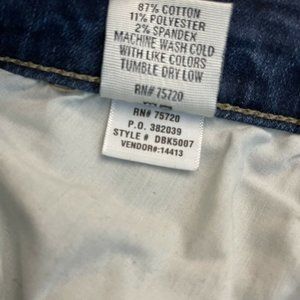 87% COTTON
11% POLYESTER
2% SPANDEX
MACHINE WASH COLD
WITH LIKE COLORS
TUMBLE DRY LOW
RN# 75720
RN# 75720
P.O. 382039
STYLE # DBK5007
VENDOR#:14413